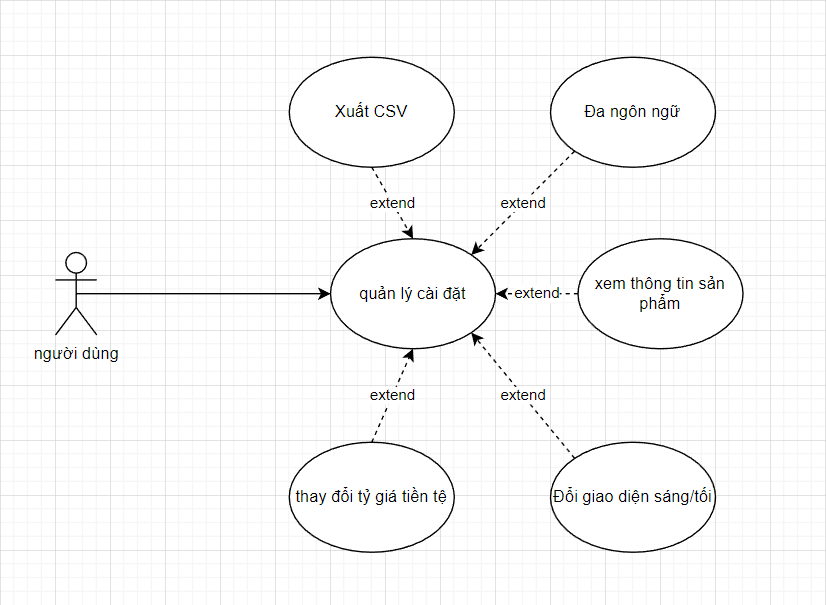 Xuất CSV
Đa ngôn ngữ
extend
extend
quản lý cài đặt
extend
xem thông tin sản
phẩm
người dùng
extend
extend
thay đổi tỷ giá tiền tệ
Đổi giao diện sáng/tối